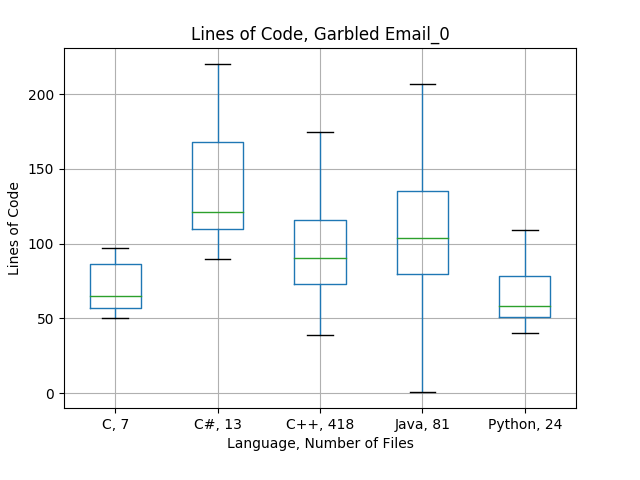 Lines of Code, Garbled Email_0
Lines of Code
200
150
100
50
0
C, 7
C#, 13
C++, 418
Java, 81
Python, 24
Language, Number of Files